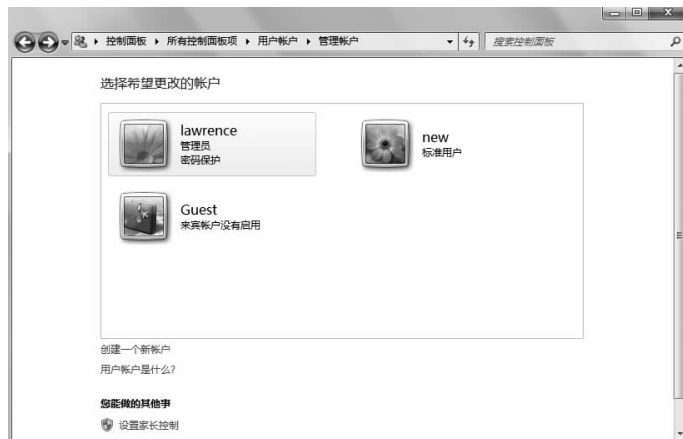 控制面板 ▸ 所有控制面板项 ▸ 用户帐户 ▸ 管理帐户
搜索控制面板
选择希望更改的帐户
lawrence
管理员
密码保护
new
标准用户
Guest
来宾帐户没有启用
创建一个新帐户
用户帐户是什么?
您能做的其他事
设置家长控制